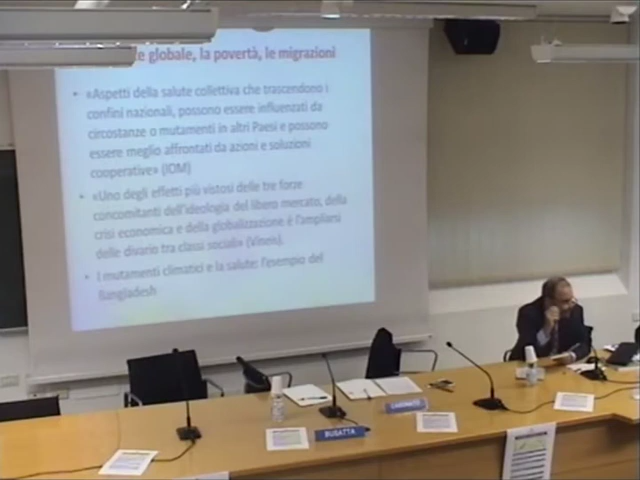 e globale, la povertà, le migrazioni
• «Aspetti della salute collettiva che trascendono i
confini nazionali, possono essere influenzati da
circostanze o mutamenti in altri Paesi e possono
essere meglio affrontati da azioni e soluzioni
cooperative» (IOM)
• «Uno degli effetti più vistosi delle tre forze
concomitanti dell'ideologia del libero mercato, della
crisi economica e della globalizzazione è l'ampliarsi
delle divario tra classi sociali» (Vineis).
• I mutamenti climatici e la salute: l'esempio del
Bangladesh
BUGATTA